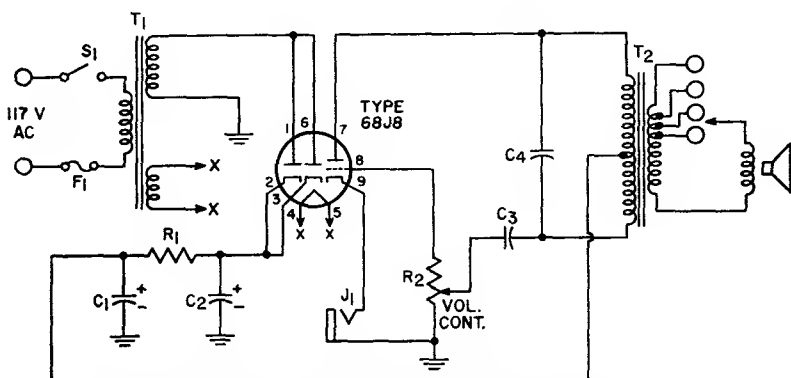 T1
S1
117 V
AC
F1
X
X
1
6
7
TYPE
68J8
2
3
8
9
4
5
X
X
R1
C1
+
-
C2
+
-
J1
R2
VOL.
CONT.
C3
C4
T2